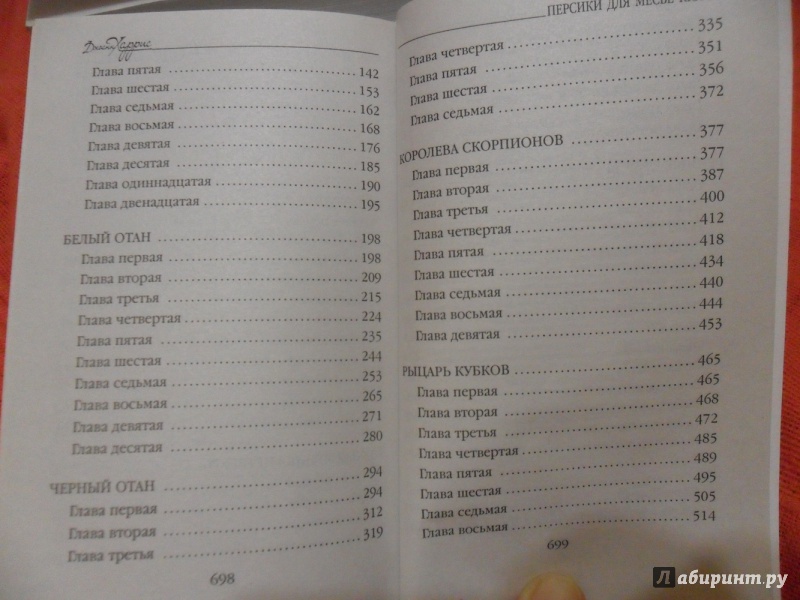 Джоанн Харрис
Глава пятая 142
Глава шестая 153
Глава седьмая 162
Глава восьмая 168
Глава девятая 176
Глава десятая 185
Глава одиннадцатая 190
Глава двенадцатая 195
БЕЛЫЙ ОТАН 198
Глава первая 198
Глава вторая 209
Глава третья 215
Глава четвертая 224
Глава пятая 235
Глава шестая 244
Глава седьмая 253
Глава восьмая 265
Глава девятая 271
Глава десятая 280
ЧЕРНЫЙ ОТАН 294
Глава первая 294
Глава вторая 312
Глава третья 319
698
ПЕРСИКИ ДЛЯ МЕСЬЕ
Глава четвертая 335
Глава пятая 351
Глава шестая 356
Глава седьмая 372
КОРОЛЕВА СКОРПИОНОВ 377
Глава первая 377
Глава вторая 387
Глава третья 400
Глава четвертая 412
Глава пятая 418
Глава шестая 434
Глава седьмая 440
Глава восьмая 444
Глава девятая 453
РЫЦАРЬ КУБКОВ 465
Глава первая 465
Глава вторая 468
Глава третья 472
Глава четвертая 485
Глава пятая 489
Глава шестая 495
Глава седьмая 505
Глава восьмая 514
699
Лабиринт.ру